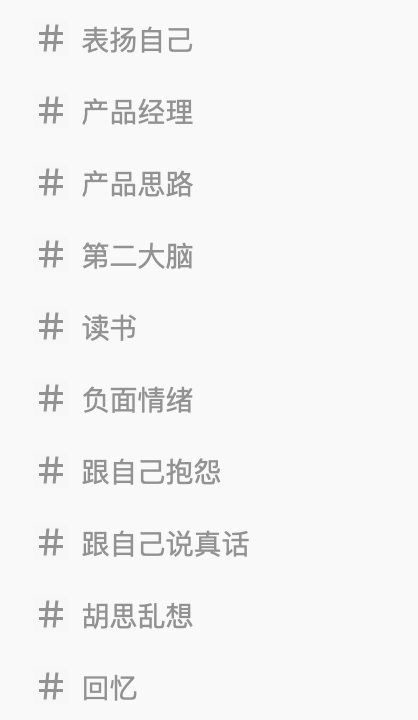 # 表扬自己
# 产品经理
# 产品思路
# 第二大脑
# 读书
# 负面情绪
# 跟自己抱怨
# 跟自己说真话
# 胡思乱想
# 回忆